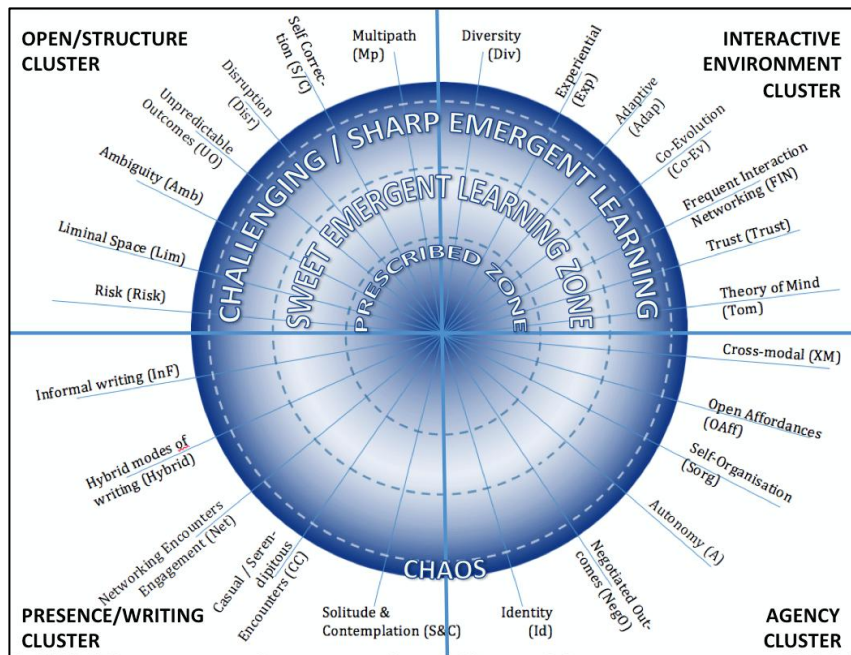 OPEN/STRUCTURE
CLUSTER
Self Correc-
tion (S/C)
Multipath
(Mp)
Diversity
(Div)
Experiential
(Exp)
INTERACTIVE
ENVIRONMENT
CLUSTER
Disruption
(Disr)
Adaptive
(Adap)
Unpredictable
Outcomes (UO)
Co-Evolution
(Co-Ev)
Ambiguity (Amb)
Frequent Interaction
Networking (FIN)
Liminal Space (Lim)
Trust (Trust)
Risk (Risk)
Theory of Mind
(Tom)
CHALLENGING / SHARP EMERGENT LEARNING
SWEET EMERGENT LEARNING ZONE
PRESCRIBED ZONE
Informal writing (InF)
Cross-modal (XM)
Hybrid modes of
writing (Hybrid)
Open Affordances
(OAff)
Self-Organisation
(Sorg)
Networking Encounters
Engagement (Net)
Autonomy (A)
Casual / Seren-
dipitous
Encounters (CC)
CHAOS
Negotiated Out-
comes (NegO)
Solitude &
Contemplation (S&C)
Identity
(Id)
PRESENCE/WRITING
CLUSTER
AGENCY
CLUSTER